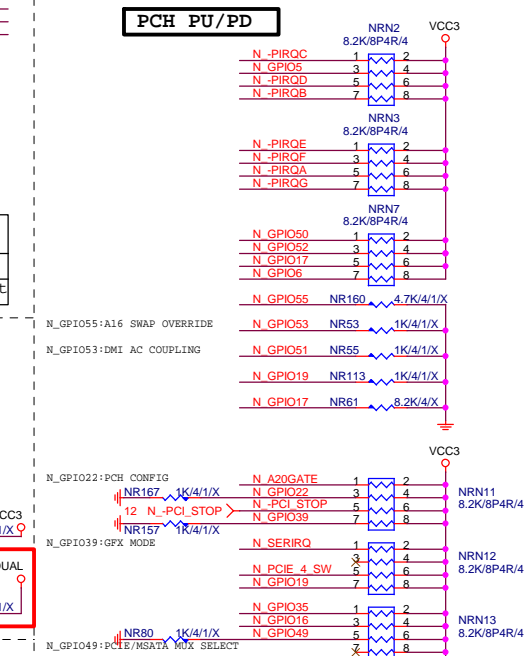 PCH PU/PD
NRN2
8.2K/8P4R/4
VCC3
N_-PIRQC 1 2
N_GPIO5 3 4
N_-PIRQD 5 6
N_-PIRQB 7 8
NRN3
8.2K/8P4R/4
N_-PIRQE 1 2
N_-PIRQF 3 4
N_-PIRQA 5 6
N_-PIRQG 7 8
NRN7
8.2K/8P4R/4
N_GPIO50 1 2
N_GPIO52 3 4
N_GPIO17 5 6
N_GPIO6 7 8
t
N_GPIO55 NR160 4.7K/4/1/X
N_GPIO55:A16 SWAP OVERRIDE
N_GPIO53 NR53 1K/4/1/X
N_GPIO53:DMI AC COUPLING
N_GPIO51 NR55 1K/4/1/X
N_GPIO19 NR113 1K/4/1/X
N_GPIO17 NR61 8.2K/4/X
VCC3
N_GPIO22:PCH CONFIG
N_A20GATE 1 2
NR167 1K/4/1/X N_GPIO22 3 4
12 N_-PCI_STOP N_-PCI_STOP 5 6
NR157 1K/4/1/X N_GPIO39 7 8
NRN11
8.2K/8P4R/4
CC3
1/X
N_GPIO39:GFX MODE
N_SERIRQ 1 2
3 4
N_PCIE_4_SW 5 6
N_GPIO19 7 8
NRN12
8.2K/8P4R/4
DUAL
1/X
N_GPIO35 1 2
N_GPIO16 3 4
NR80 1K/4/1/X N_GPIO49 5 6
7 8
NRN13
8.2K/8P4R/4
N_GPIO49:PCIE/MSATA MUX SELECT